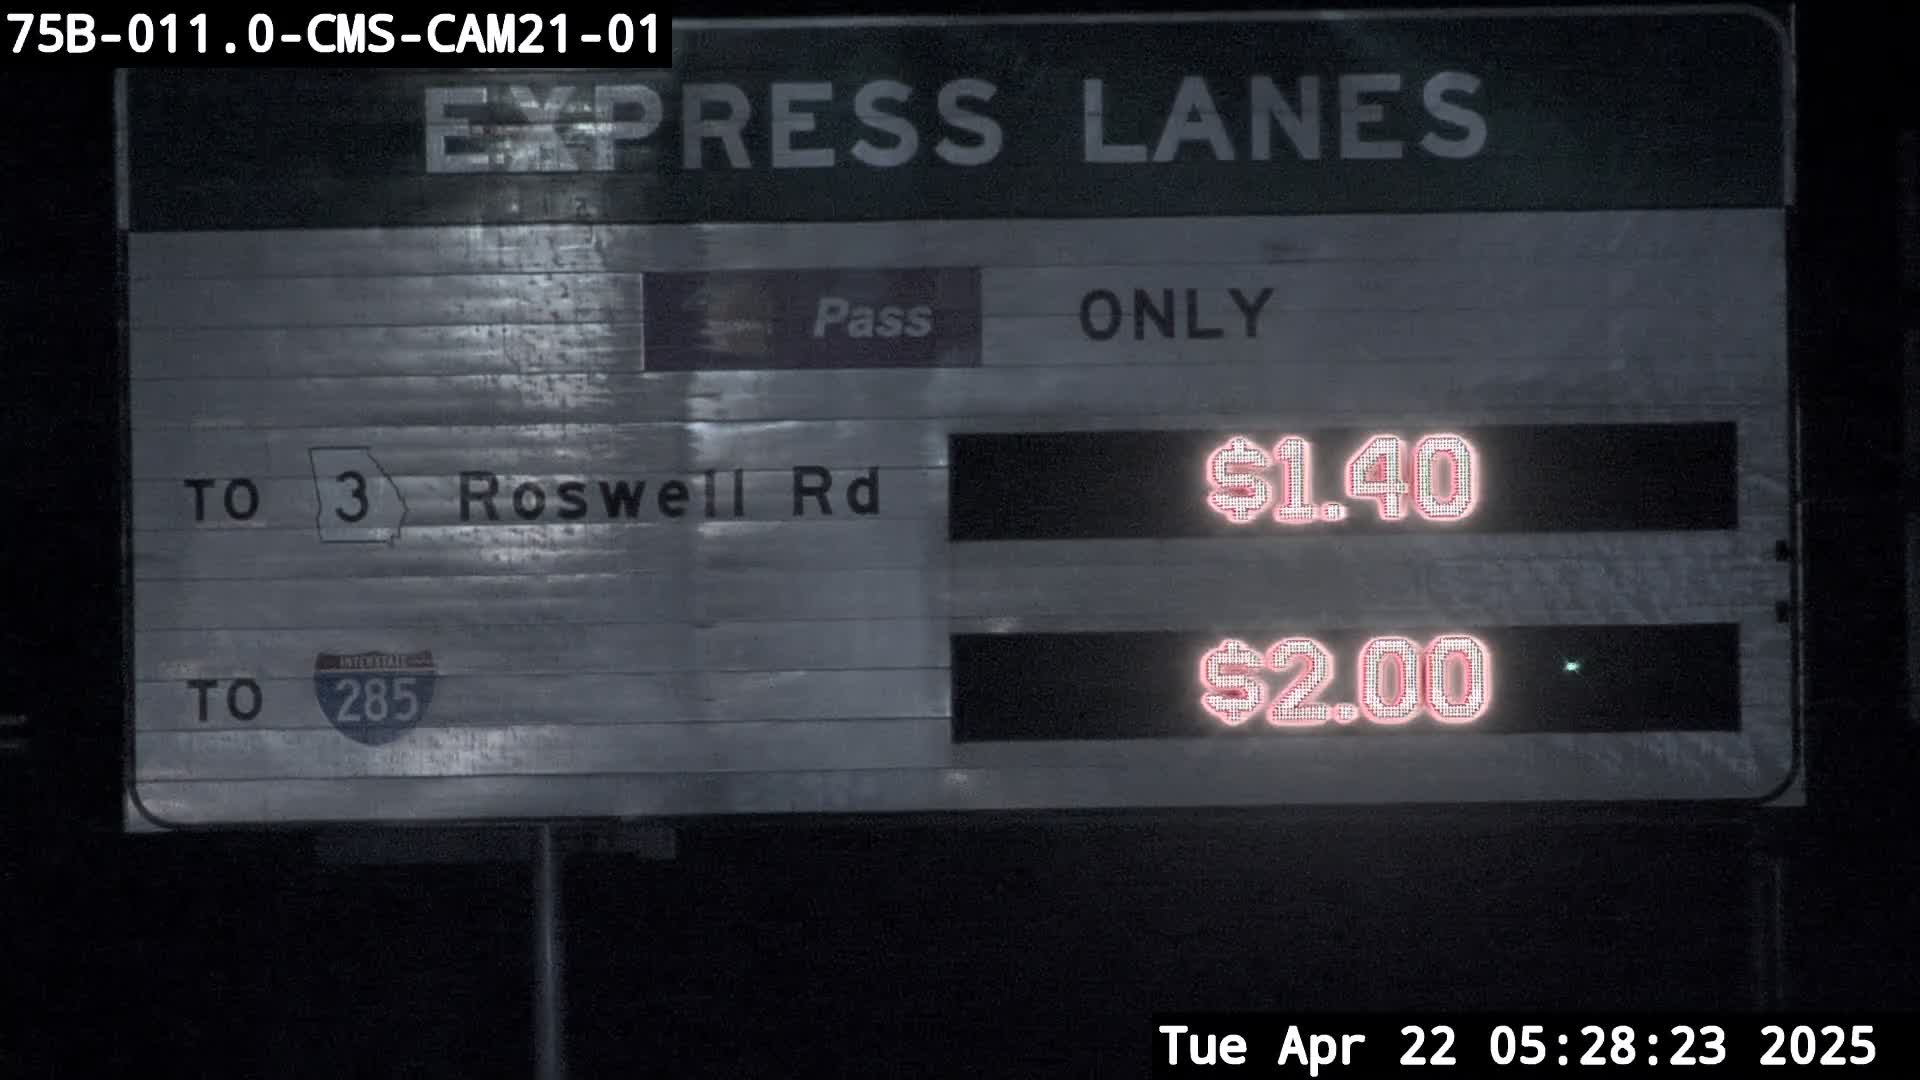 75B-011.0-CMS-CAM21-01
EXPRESS LANES
Pass ONLY
TO 3 Roswell Rd $1.40
INTERSTATE
TO 285 $2.00
Tue Apr 22 05:28:23 2025